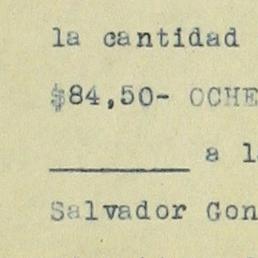 la cantidad
$84,50- OCHE
________ a l
Salvador Gon